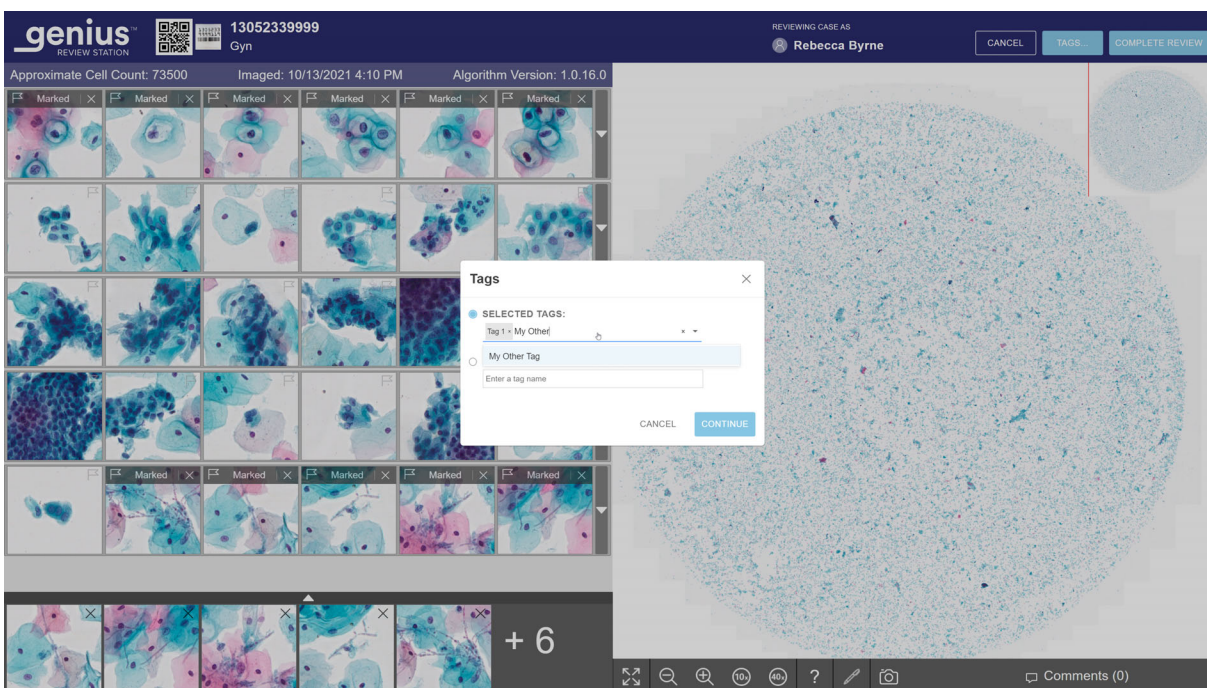 genius™
REVIEW STATION
13052339999
Gyn
REVIEWING CASE AS
Rebecca Byrne
CANCEL
TAGS...
COMPLETE REVIEW
Approximate Cell Count: 73500
Imaged: 10/13/2021 4:10 PM
Algorithm Version: 1.0.16.0
Marked
Marked
Marked
Marked
Marked
Marked
Tags
SELECTED TAGS:
Tag 1 × My Other
My Other Tag
Enter a tag name
CANCEL
CONTINUE
Marked
Marked
Marked
Marked
Marked
+ 6
10x
40x
?
Comments (0)